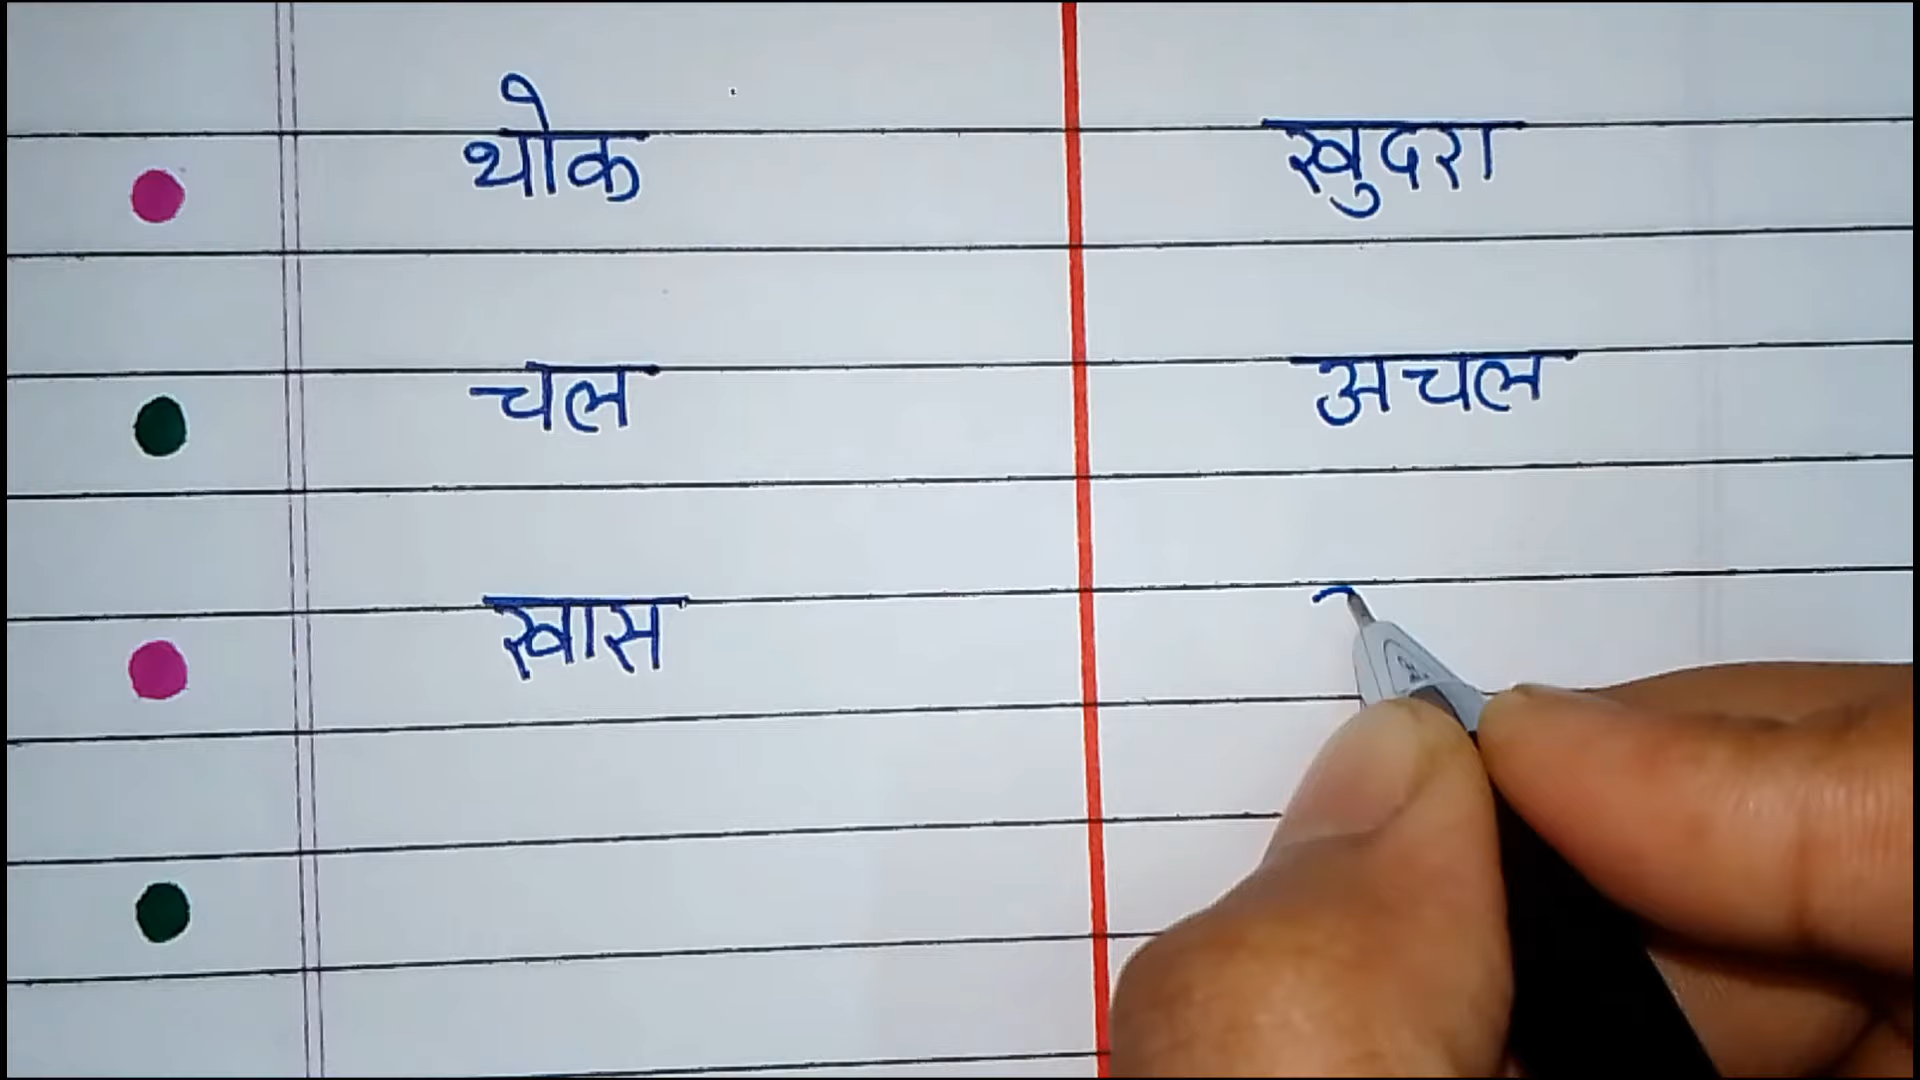 थोक खुदरा
चल अचल
खास